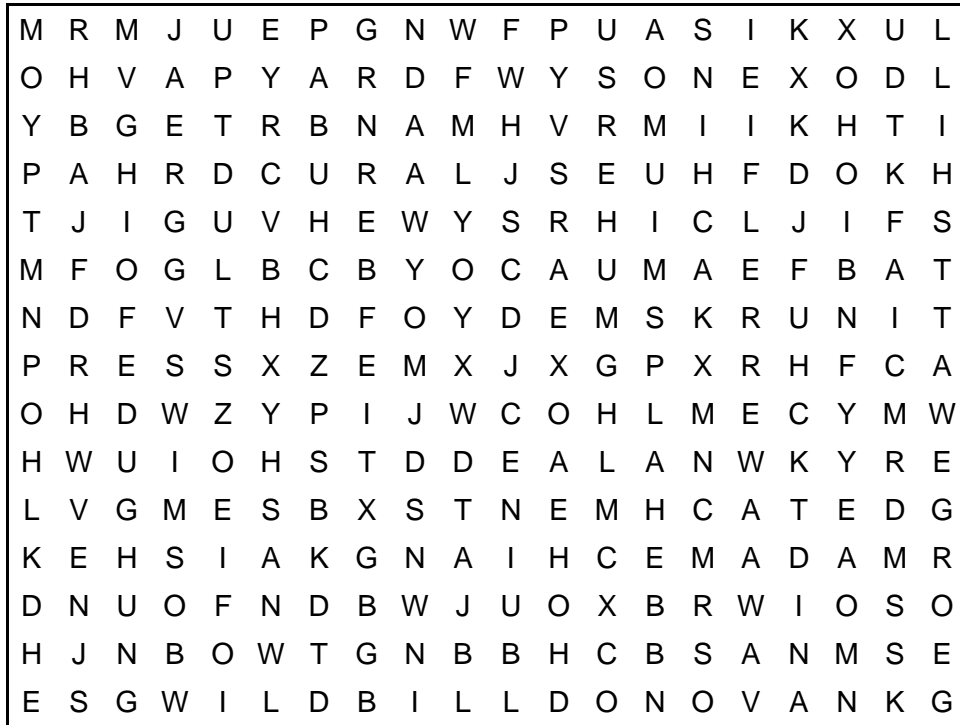 M R M J U E P G N W F P U A S I K X U L
O H V A P Y A R D F W Y S O N E X O D L
Y B G E T R B N A M H V R M I I K H T I
P A H R D C U R A L J S E U H F D O K H
T J I G U V H E W Y S R H I C L J I F S
M F O G L B C B Y O C A U M A E F B A T
N D F V T H D F O Y D E M S K R U N I T
P R E S S X Z E M X J X G P X R H F C A
O H D W Z Y P I J W C O H L M E C Y M W
H W U I O H S T D D E A L A N W K Y R E
L V G M E S B X S T N E M H C A T E D G
K E H S I A K G N A I H C E M A D A M R
D N U O F N D B W J U O X B R W I O S O
H J N B O W T G N B B H C B S A N M S E
E S G W I L D B I L L D O N O V A N K G